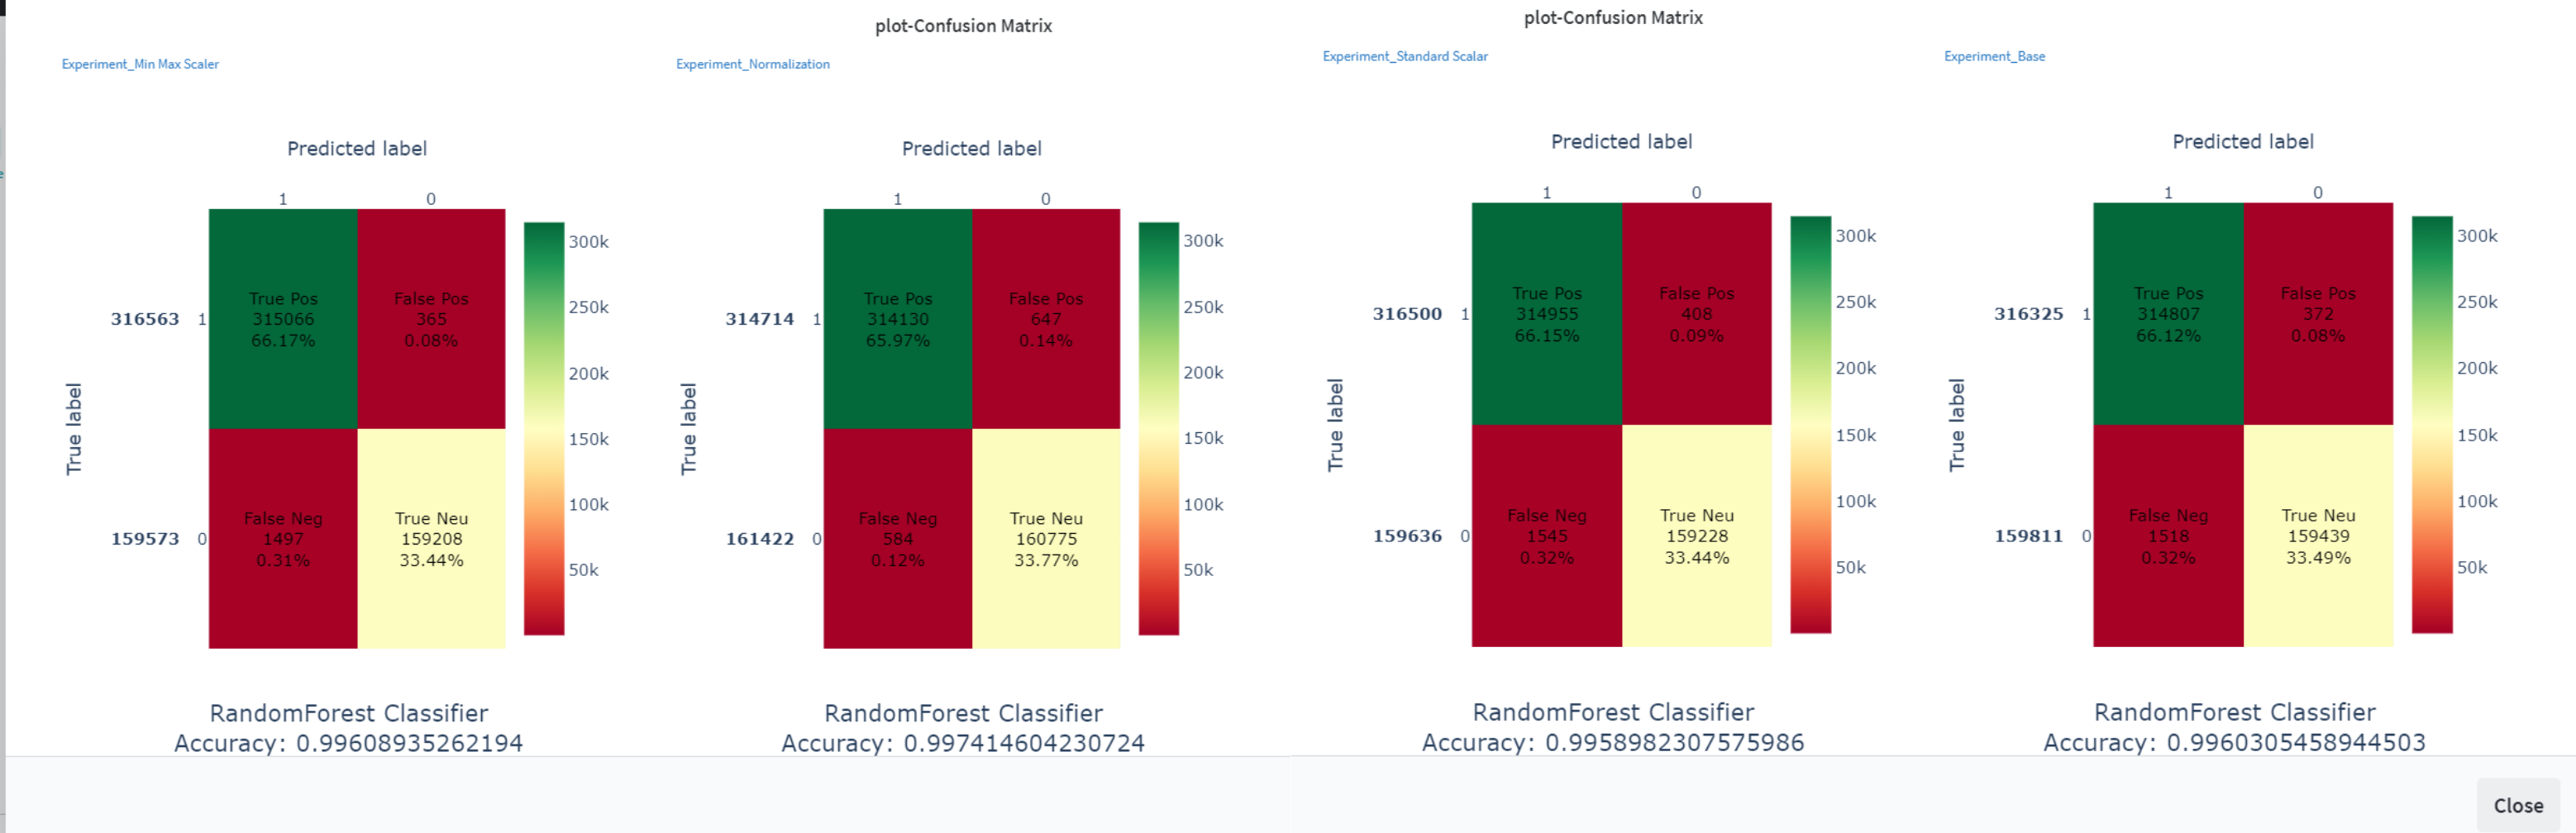 plot-Confusion Matrix
plot-Confusion Matrix
Experiment_Min Max Scaler
Predicted label
1 0
316563 1
159573 0
True label
True Pos
315066
66.17%
False Pos
365
0.08%
False Neg
1497
0.31%
True Neu
159208
33.44%
300k
250k
200k
150k
100k
50k
RandomForest Classifier
Accuracy: 0.99608935262194
Experiment_Normalization
Predicted label
1 0
314714 1
161422 0
True label
True Pos
314130
65.97%
False Pos
647
0.14%
False Neg
584
0.12%
True Neu
160775
33.77%
300k
250k
200k
150k
100k
50k
RandomForest Classifier
Accuracy: 0.997414604230724
Experiment_Standard Scalar
Predicted label
1 0
316500 1
159636 0
True label
True Pos
314955
66.15%
False Pos
408
0.09%
False Neg
1545
0.32%
True Neu
159228
33.44%
300k
250k
200k
150k
100k
50k
RandomForest Classifier
Accuracy: 0.9958982307575986
Experiment_Base
Predicted label
1 0
316325 1
159811 0
True label
True Pos
314807
66.12%
False Pos
372
0.08%
False Neg
1518
0.32%
True Neu
159439
33.49%
300k
250k
200k
150k
100k
50k
RandomForest Classifier
Accuracy: 0.9960305458944503
Close